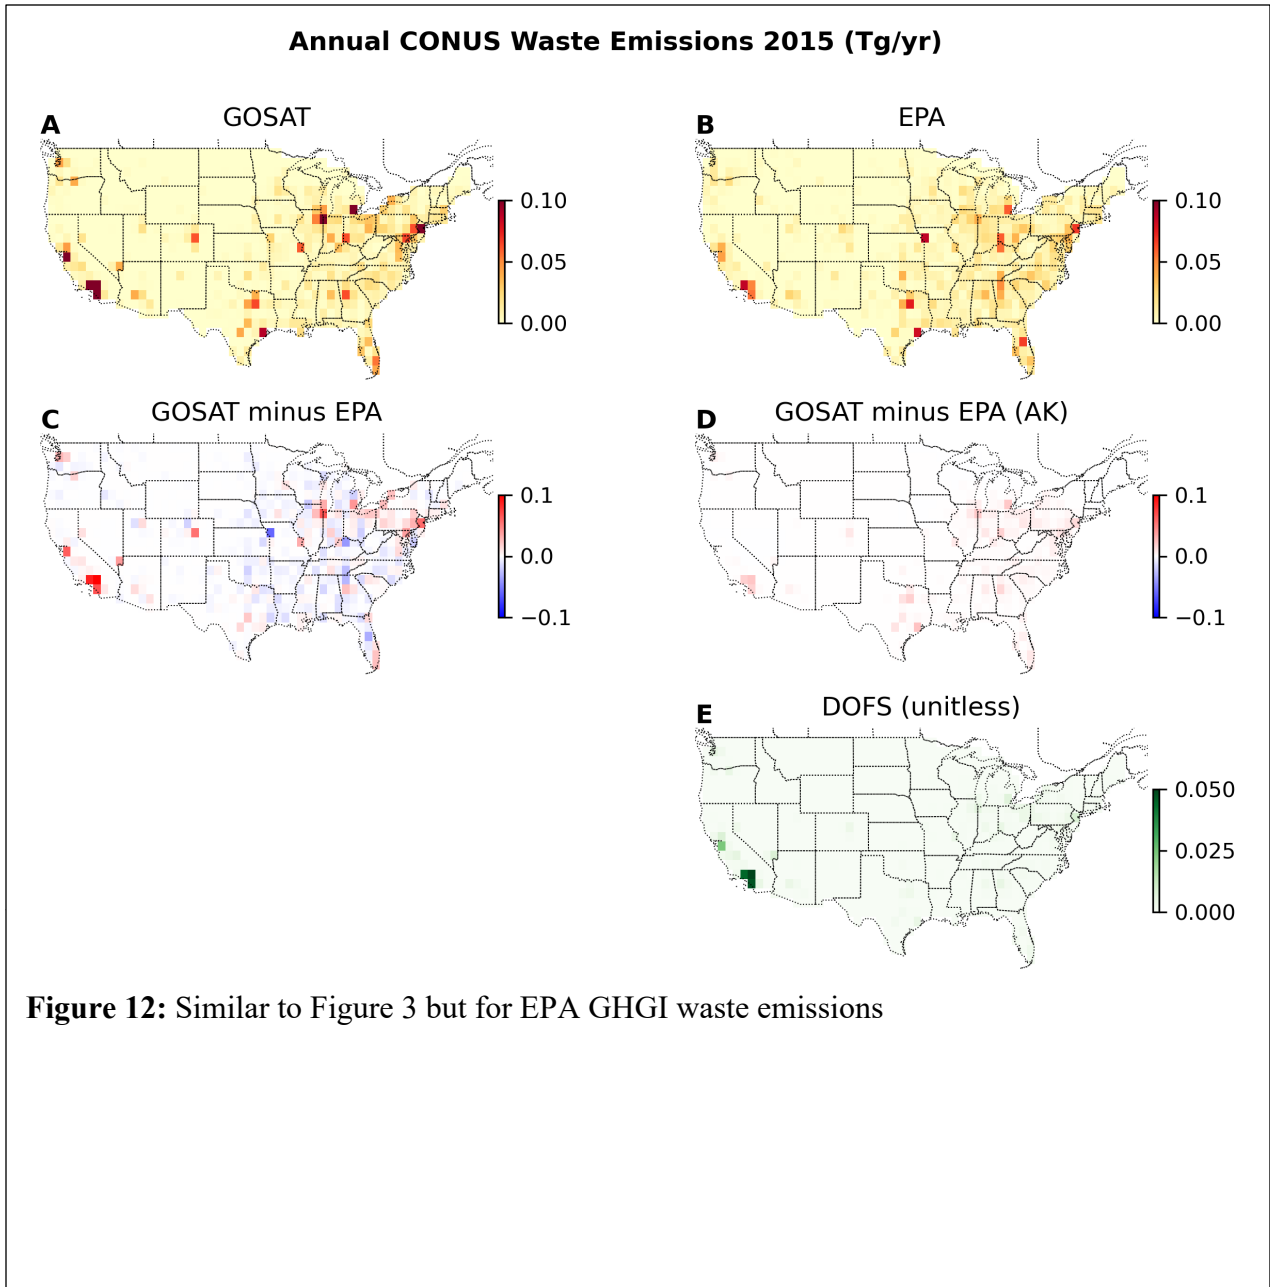 Annual CONUS Waste Emissions 2015 (Tg/yr)
A GOSAT
0.10
0.05
0.00
B EPA
0.10
0.05
0.00
C GOSAT minus EPA
0.1
0.0
−0.1
D GOSAT minus EPA (AK)
0.1
0.0
−0.1
E DOFS (unitless)
0.050
0.025
0.000
Figure 12: Similar to Figure 3 but for EPA GHGI waste emissions